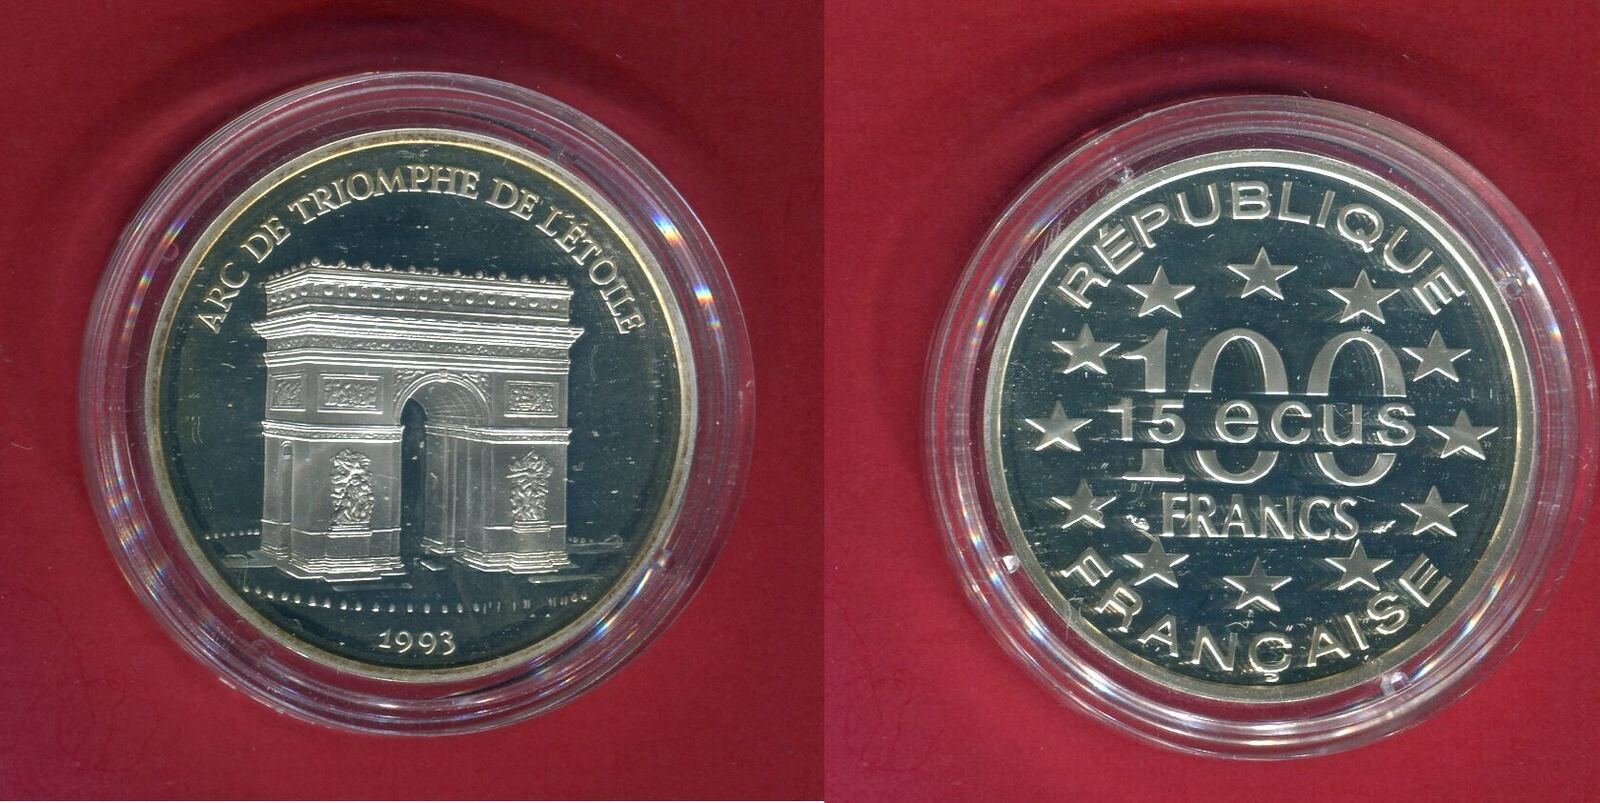 ARC DE TRIOMPHE DE L'ÉTOILE
1993
RÉPUBLIQUE
100
15 ecus
FRANCS
FRANÇAISE